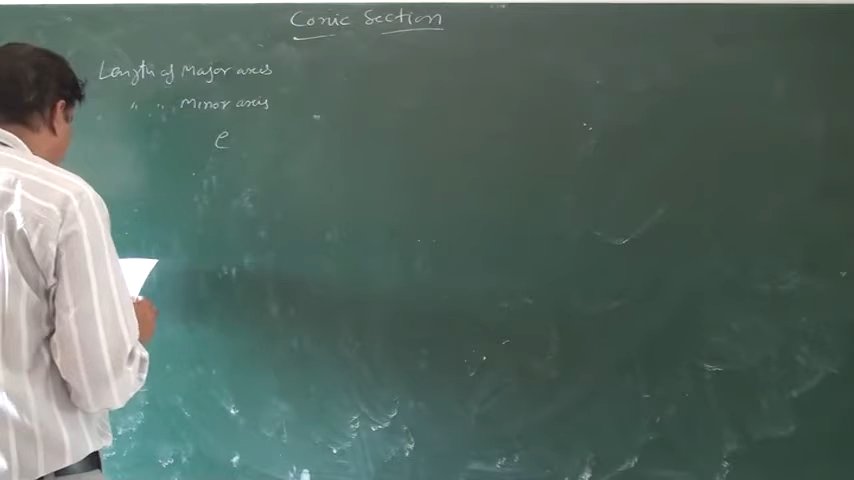 Conic Section
Length of Major axis
" " Minor axis
e